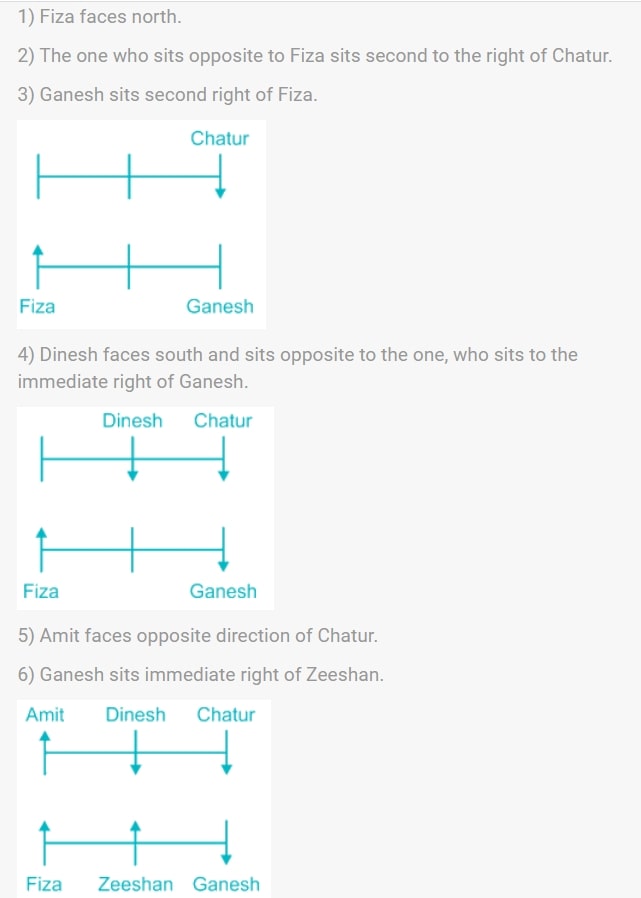 1) Fiza faces north.
2) The one who sits opposite to Fiza sits second to the right of Chatur.
3) Ganesh sits second right of Fiza.
Chatur
Fiza Ganesh
4) Dinesh faces south and sits opposite to the one, who sits to the
immediate right of Ganesh.
Dinesh Chatur
Fiza Ganesh
5) Amit faces opposite direction of Chatur.
6) Ganesh sits immediate right of Zeeshan.
Amit Dinesh Chatur
Fiza Zeeshan Ganesh